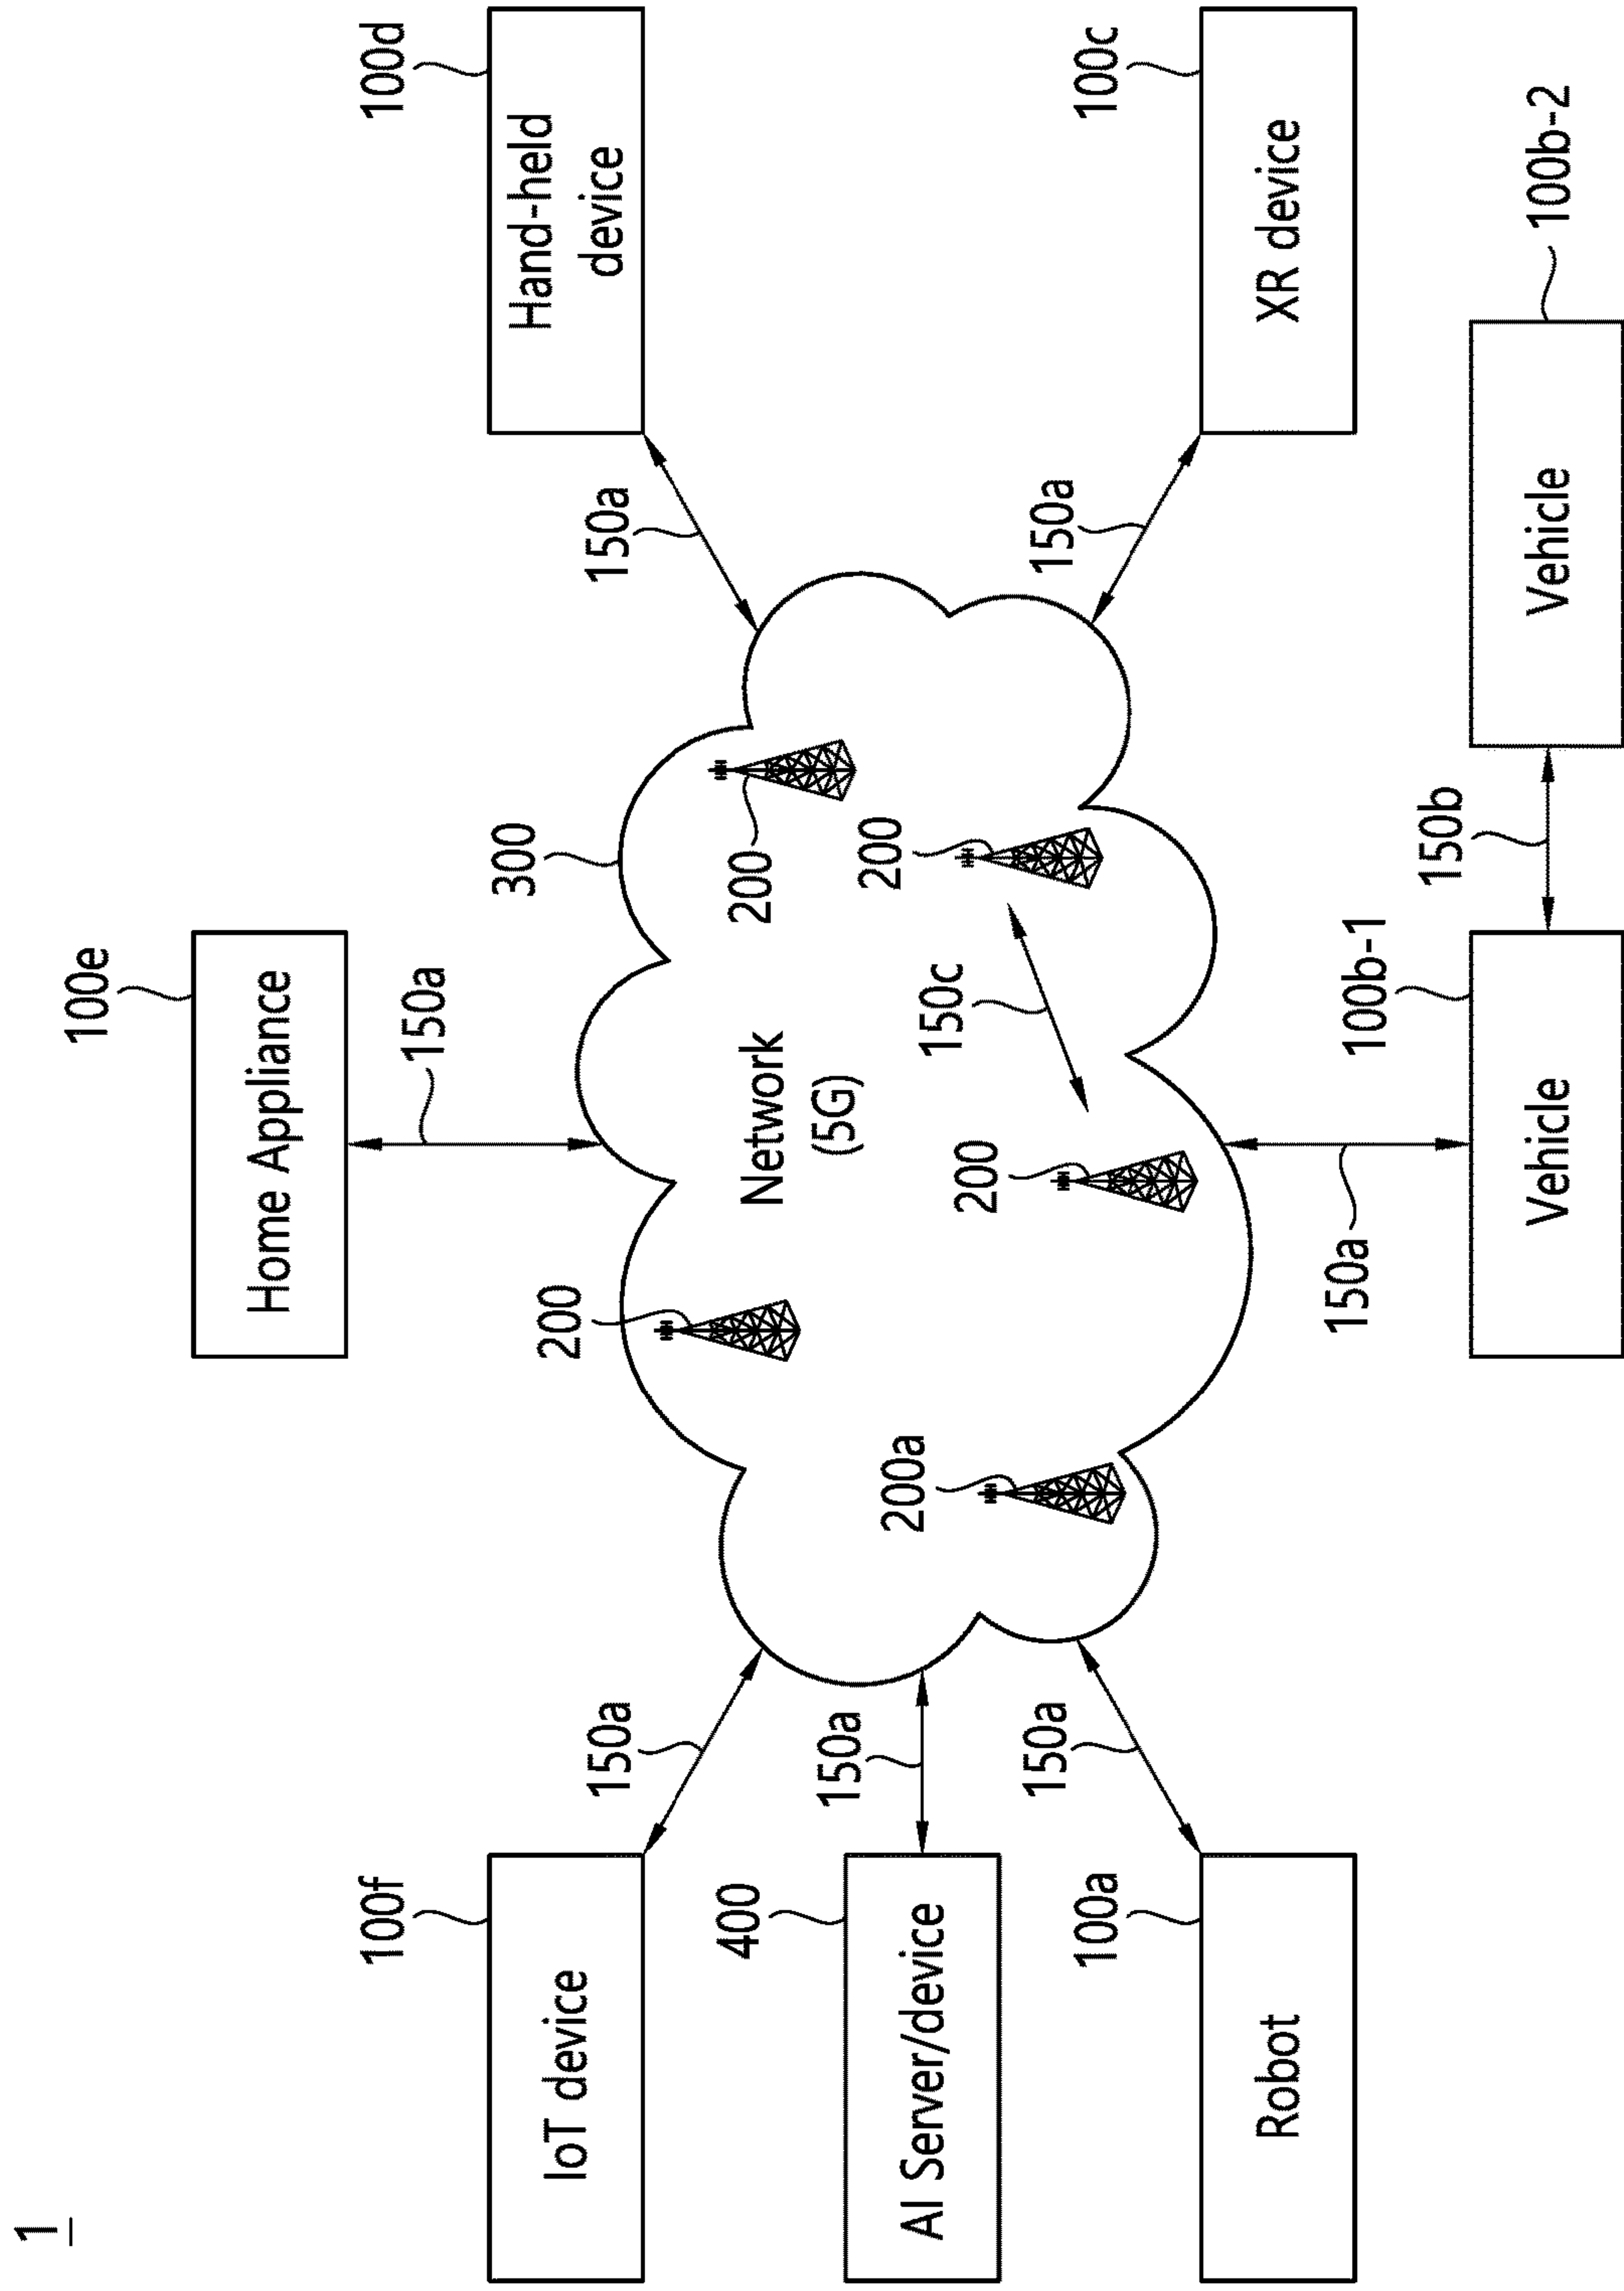 1
100e
Home Appliance
150a
100f
100d
IoT device
Hand-held
device
300
200
150a
150a
400
200
Network
(5G)
150a
200
200a
AI Server/device
150c
200
150a
150a
100a
100c
Robot
XR device
150a
100b-1
150b
Vehicle
Vehicle
100b-2